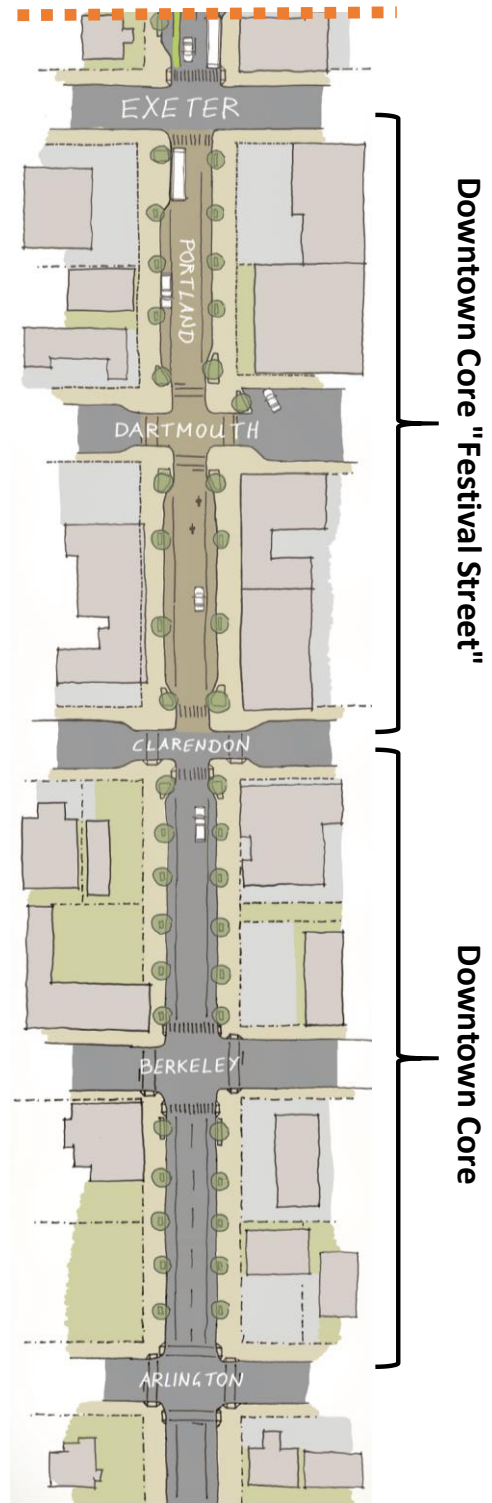 EXETER
PORTLAND
DARTMOUTH
Downtown Core "Festival Street"
CLARENDON
BERKELEY
Downtown Core
ARLINGTON